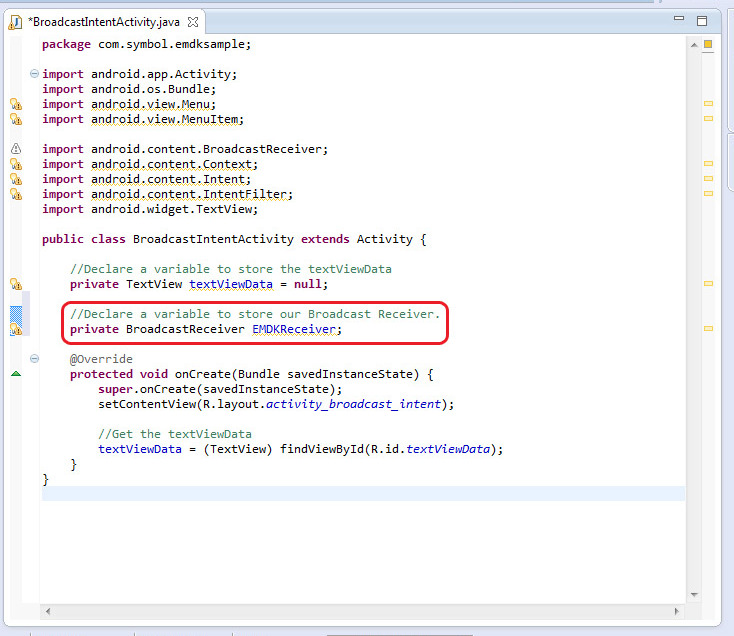 *BroadcastIntentActivity.java
package com.symbol.emdksample;
import android.app.Activity;
import android.os.Bundle;
import android.view.Menu;
import android.view.MenuItem;
import android.content.BroadcastReceiver;
import android.content.Context;
import android.content.Intent;
import android.content.IntentFilter;
import android.widget.TextView;
public class BroadcastIntentActivity extends Activity {
//Declare a variable to store the textViewData
private TextView textViewData = null;
//Declare a variable to store our Broadcast Receiver.
private BroadcastReceiver EMDKReceiver;
@Override
protected void onCreate(Bundle savedInstanceState) {
super.onCreate(savedInstanceState);
setContentView(R.layout.activity_broadcast_intent);
//Get the textViewData
textViewData = (TextView) findViewById(R.id.textViewData);
}
}